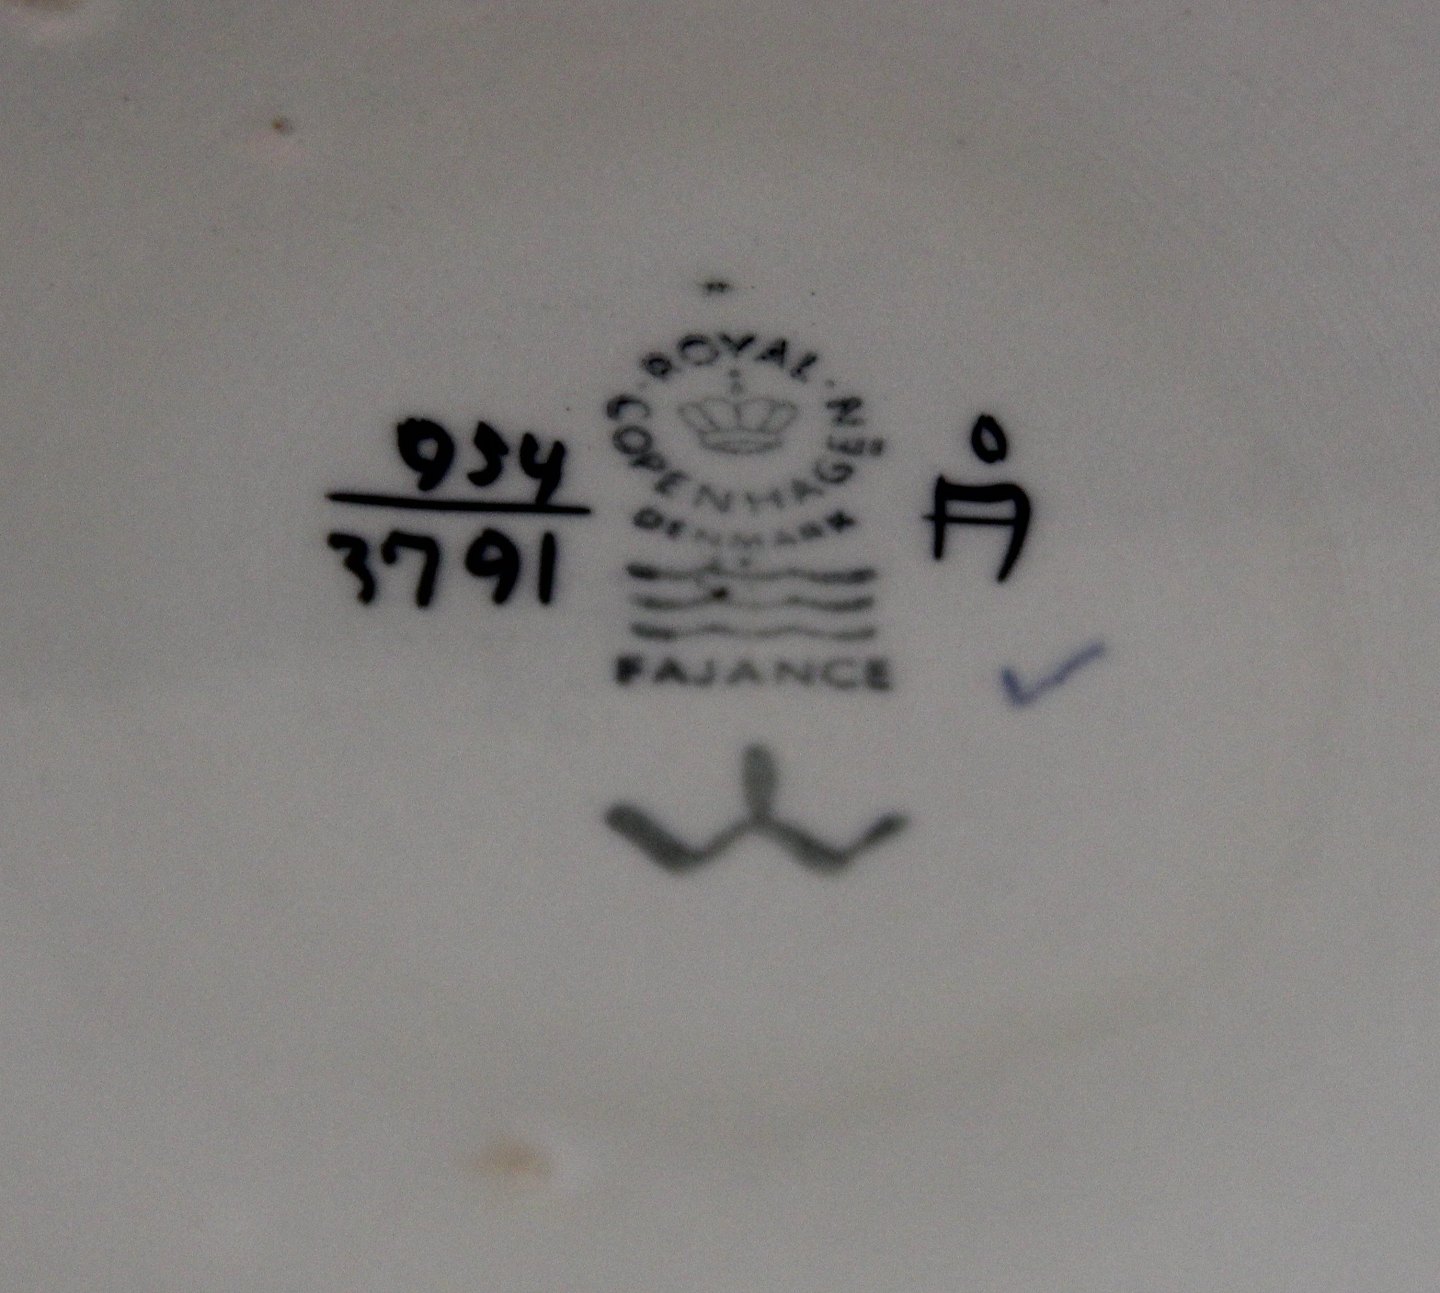 ROYAL
COPENHAGEN
DENMARK
FAJANCE
934
3791
Å